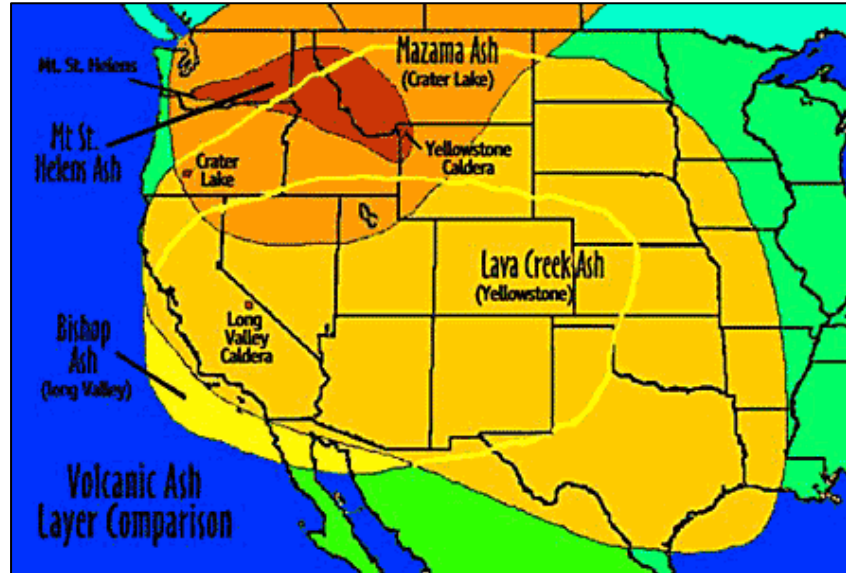 Mazama Ash
(Crater Lake)
Mt. St. Helens
Mt St.
Helens Ash
Crater
Lake
Yellowstone
Caldera
Lava Creek Ash
(Yellowstone)
Long
Valley
Caldera
Bishop
Ash
(long Valley)
Volcanic Ash
Layer Comparison